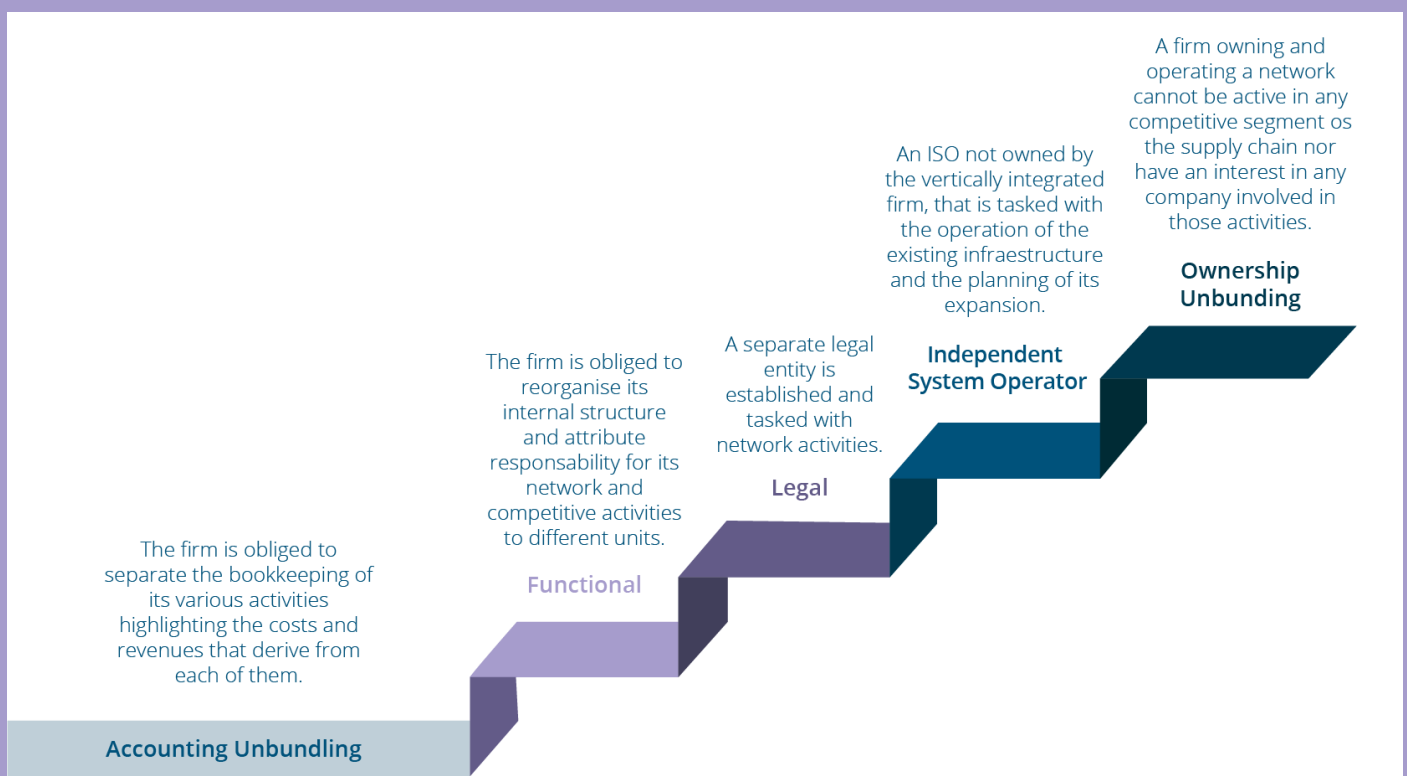 The firm is obliged to
separate the bookkeeping of
its various activities
highlighting the costs and
revenues that derive from
each of them.
Accounting Unbundling
The firm is obliged to
reorganise its
internal structure
and attribute
responsability for its
network and
competitive activities
to different units.
Functional
A separate legal
entity is
established and
tasked with
network activities.
Legal
An ISO not owned by
the vertically integrated
firm, that is tasked with
the operation of the
existing infraestructure
and the planning of its
expansion.
Independent
System Operator
A firm owning and
operating a network
cannot be active in any
competitive segment os
the supply chain nor
have an interest in any
company involved in
those activities.
Ownership
Unbunding